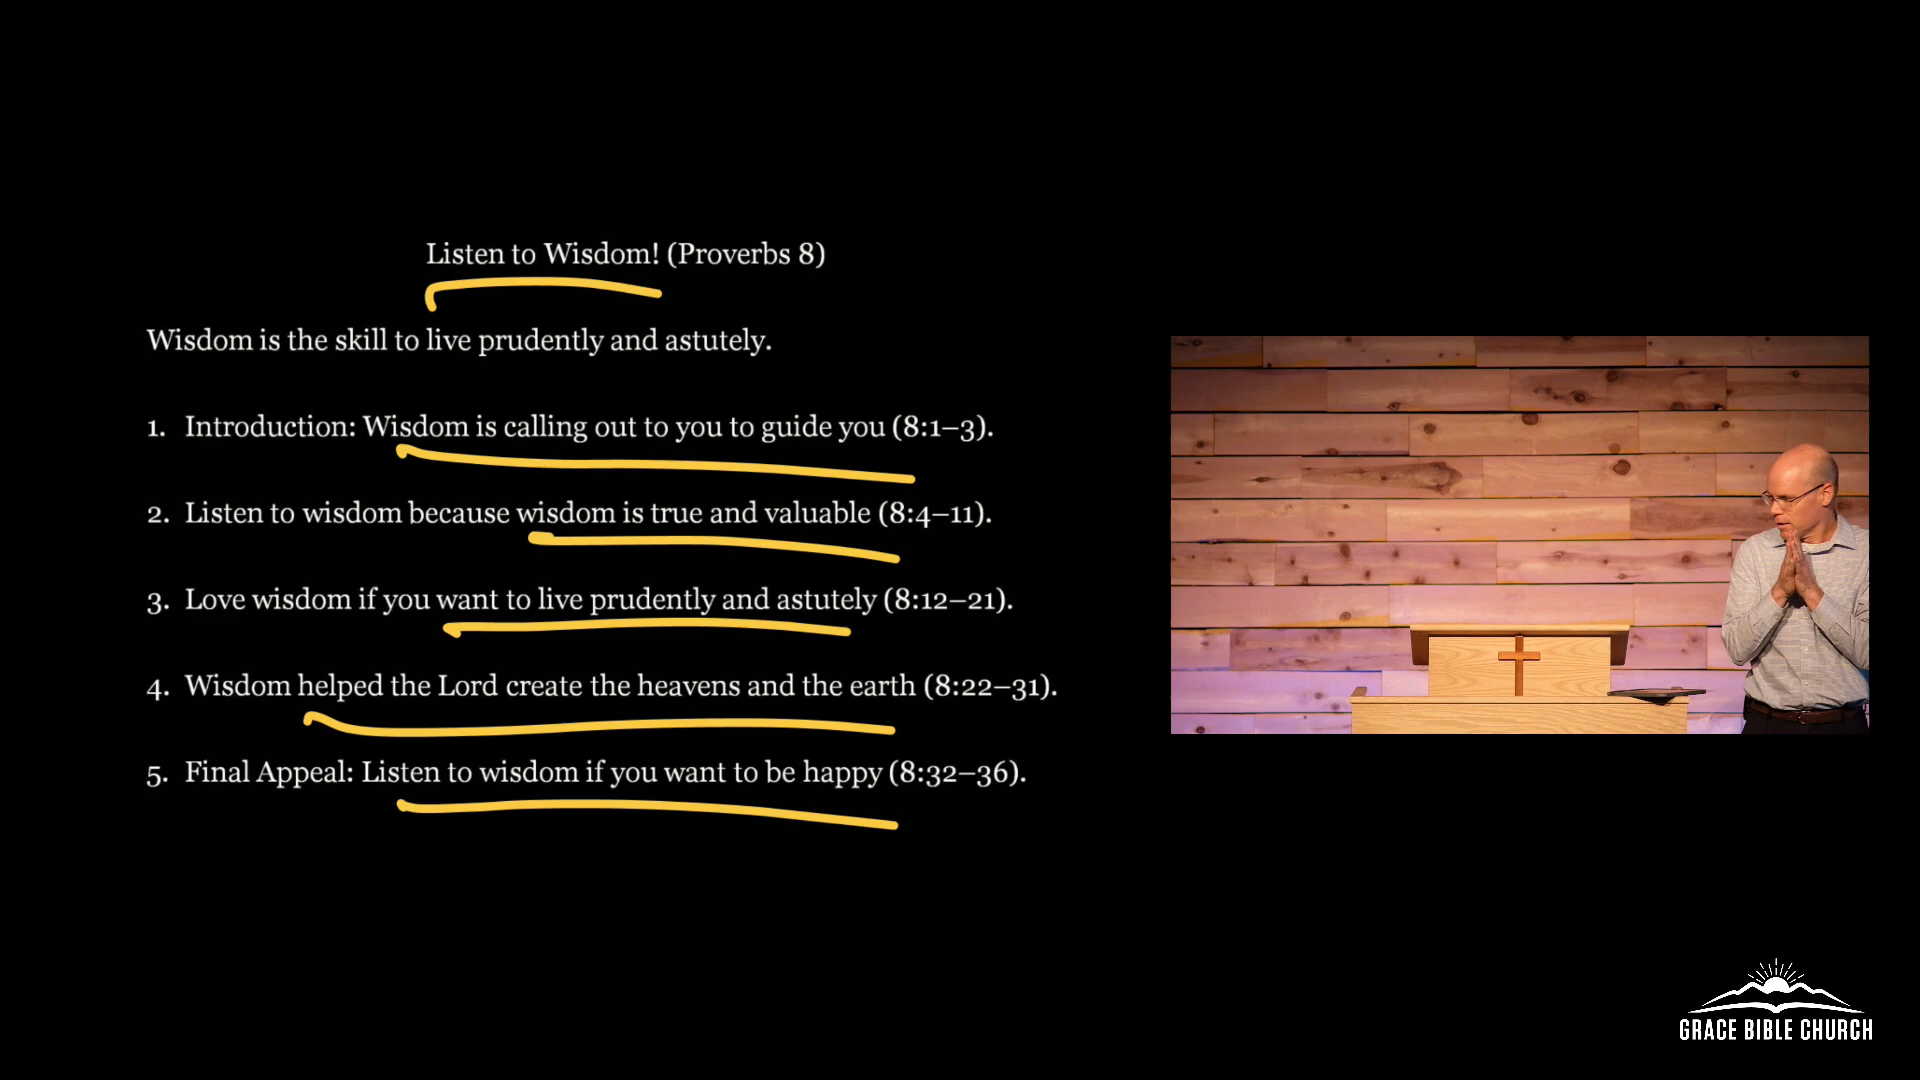 Listen to Wisdom! (Proverbs 8)
Wisdom is the skill to live prudently and astutely.
1. Introduction: Wisdom is calling out to you to guide you (8:1–3).
2. Listen to wisdom because wisdom is true and valuable (8:4–11).
3. Love wisdom if you want to live prudently and astutely (8:12–21).
4. Wisdom helped the Lord create the heavens and the earth (8:22–31).
5. Final Appeal: Listen to wisdom if you want to be happy (8:32–36).
GRACE BIBLE CHURCH